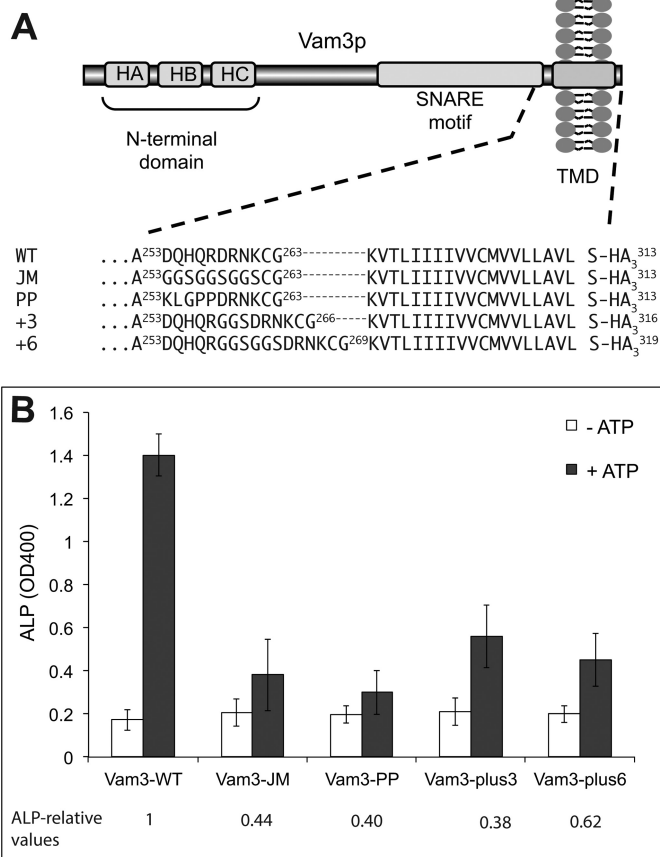 A
Vam3p
HA HB HC
SNARE
motif
N-terminal
domain
TMD
WT ...A253DQHQRDRNKCG263----------KVTLIIIIVVCMVVLLAVL S-HA3313
JM ...A253GGSGGSGGSCG263----------KVTLIIIIVVCMVVLLAVL S-HA3313
PP ...A253KLGPPDRNKCG263----------KVTLIIIIVVCMVVLLAVL S-HA3313
+3 ...A253DQHQRGGSDRNKCG266-----KVTLIIIIVVCMVVLLAVL S-HA3316
+6 ...A253DQHQRGGSGGSDRNKCG269KVTLIIIIVVCMVVLLAVL S-HA3319
B
- ATP
+ ATP
ALP (OD400)
1.6
1.4
1.2
1
0.8
0.6
0.4
0.2
0
Vam3-WT Vam3-JM Vam3-PP Vam3-plus3 Vam3-plus6
ALP-relative
values
1 0.44 0.40 0.38 0.62